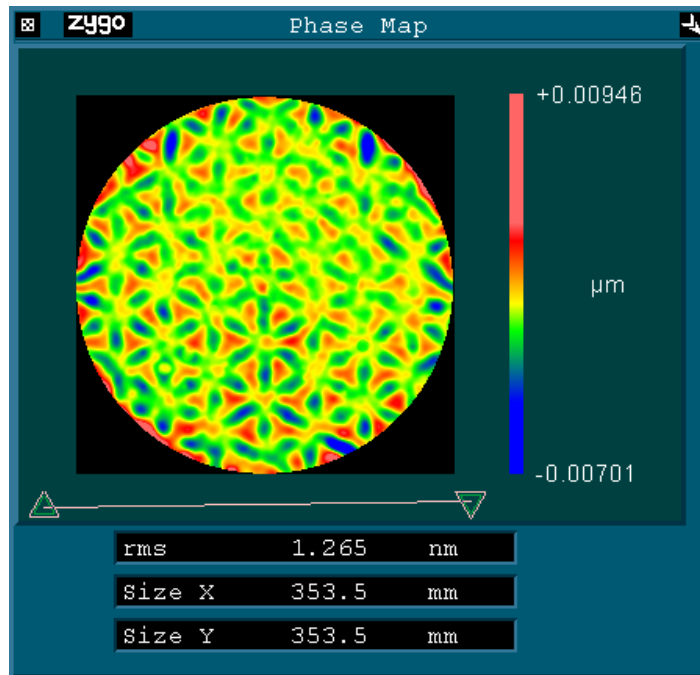 zygo Phase Map
+0.00946
µm
-0.00701
rms 1.265 nm
Size X 353.5 mm
Size Y 353.5 mm